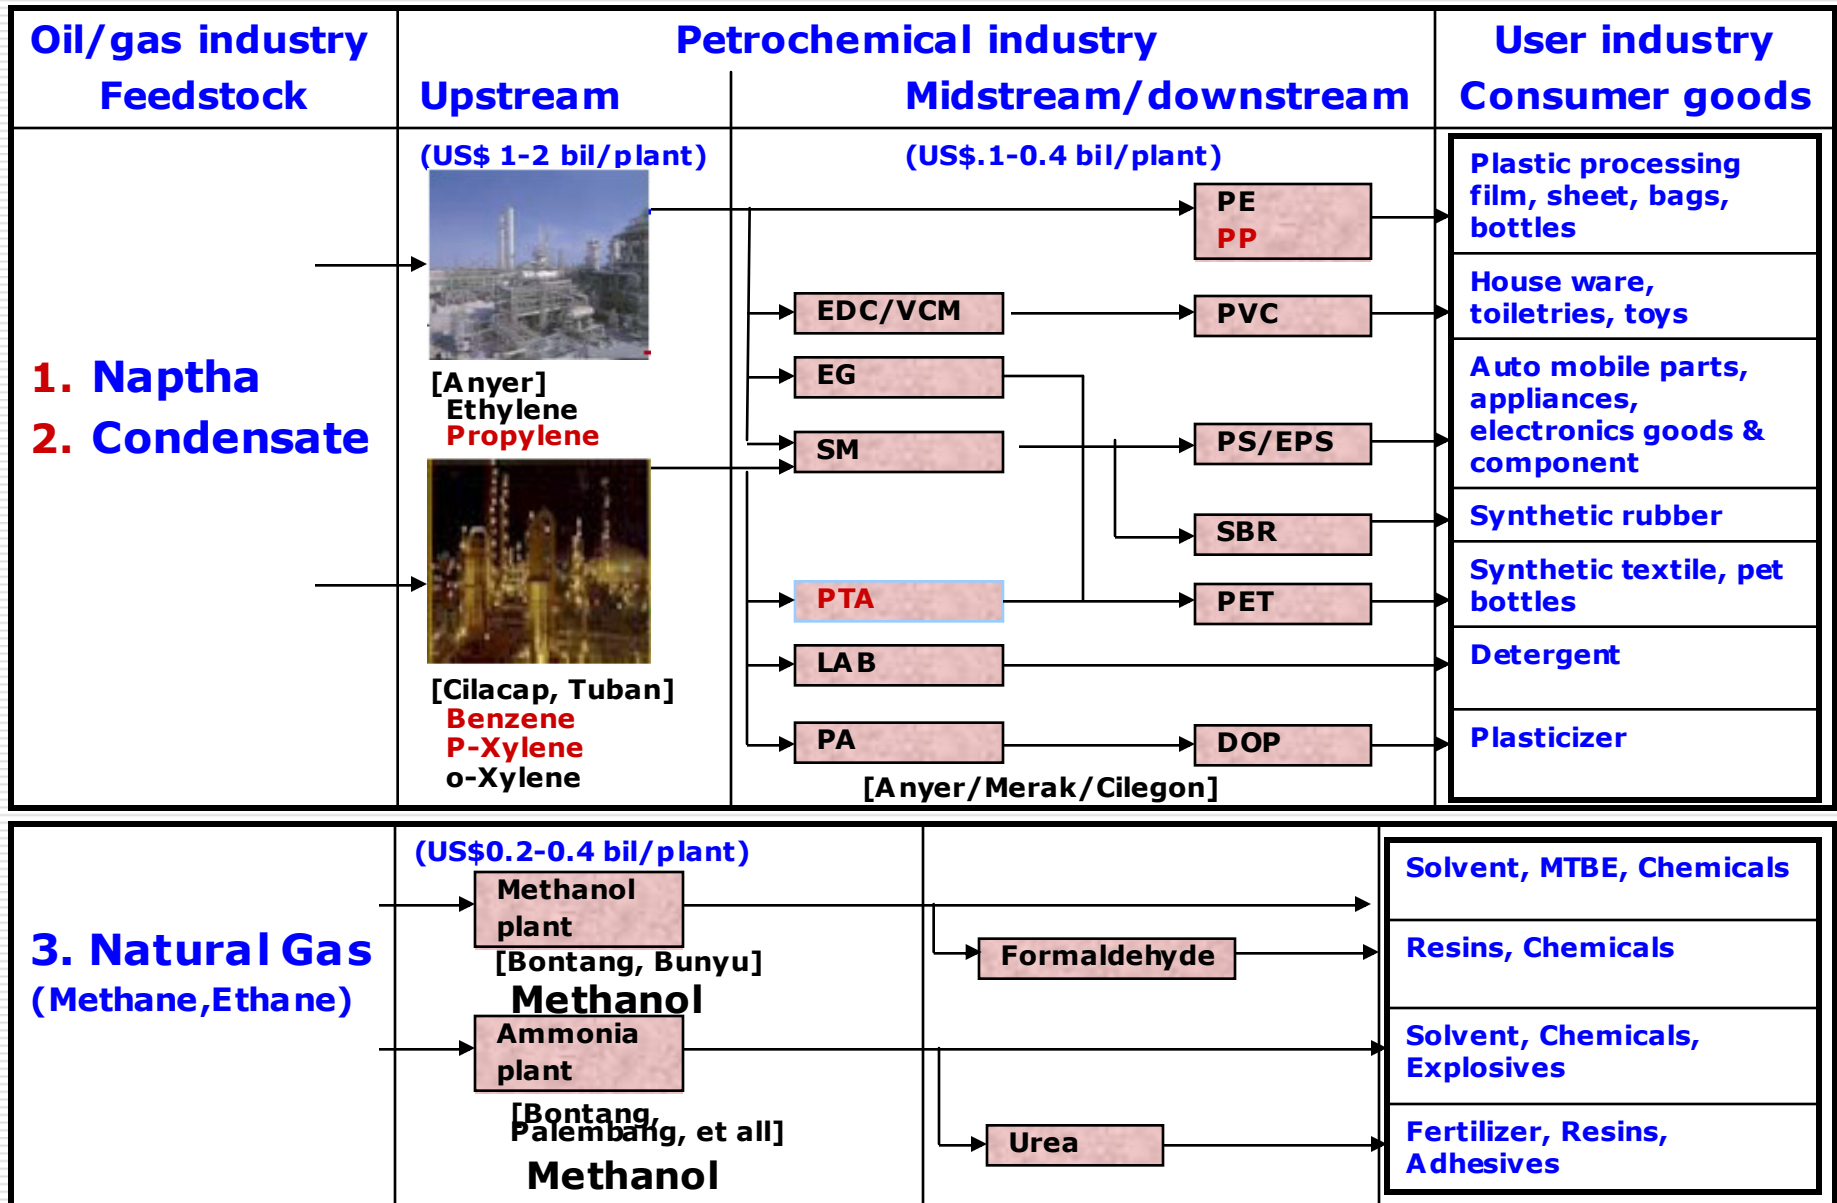 Oil/gas industry
Feedstock
Petrochemical industry
Upstream
Midstream/downstream
User industry
Consumer goods
1. Naptha
2. Condensate
(US$ 1-2 bil/plant)
[Anyer]
Ethylene
Propylene
[Cilacap, Tuban]
Benzene
P-Xylene
o-Xylene
(US$.1-0.4 bil/plant)
PE
PP
EDC/VCM
PVC
EG
SM
PS/EPS
SBR
PTA
PET
LAB
PA
DOP
[Anyer/Merak/Cilegon]
Plastic processing
film, sheet, bags,
bottles
House ware,
toiletries, toys
Auto mobile parts,
appliances,
electronics goods &
component
Synthetic rubber
Synthetic textile, pet
bottles
Detergent
Plasticizer
3. Natural Gas
(Methane,Ethane)
(US$0.2-0.4 bil/plant)
Methanol
plant
[Bontang, Bunyu]
Methanol
Ammonia
plant
[Bontang,
Palembang, et all]
Methanol
Formaldehyde
Urea
Solvent, MTBE, Chemicals
Resins, Chemicals
Solvent, Chemicals,
Explosives
Fertilizer, Resins,
Adhesives